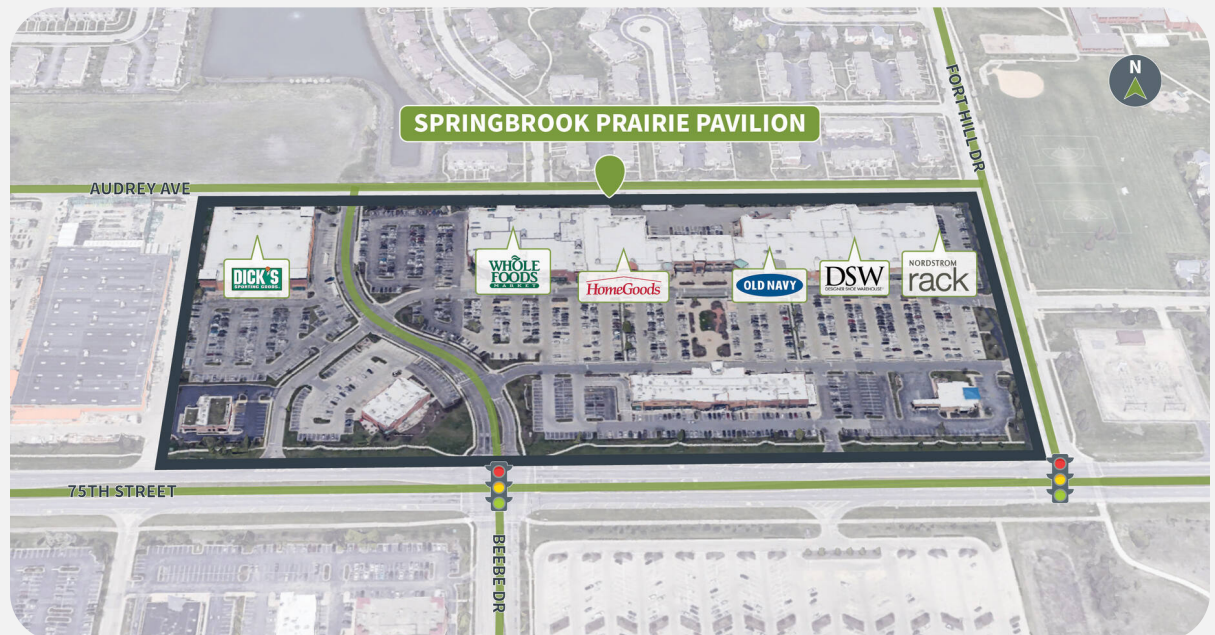 N
FORT HILL DR
SPRINGBROOK PRAIRIE PAVILION
AUDREY AVE
DICK'S
SPORTING GOODS
WHOLE
FOODS
MARKET
HomeGoods
OLD NAVY
DSW
DESIGNER SHOE WAREHOUSE
NORDSTROM
rack
75TH STREET
BEEBE DR